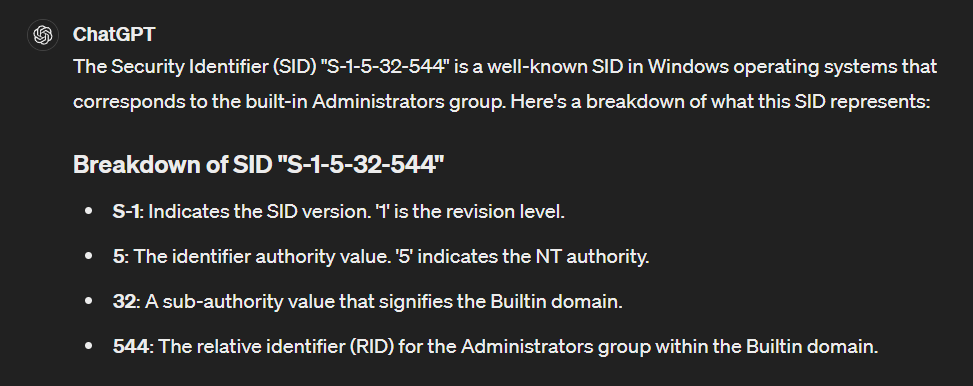 ChatGPT
The Security Identifier (SID) "S-1-5-32-544" is a well-known SID in Windows operating systems that
corresponds to the built-in Administrators group. Here's a breakdown of what this SID represents:
Breakdown of SID "S-1-5-32-544"
• S-1: Indicates the SID version. '1' is the revision level.
• 5: The identifier authority value. '5' indicates the NT authority.
• 32: A sub-authority value that signifies the Builtin domain.
• 544: The relative identifier (RID) for the Administrators group within the Builtin domain.